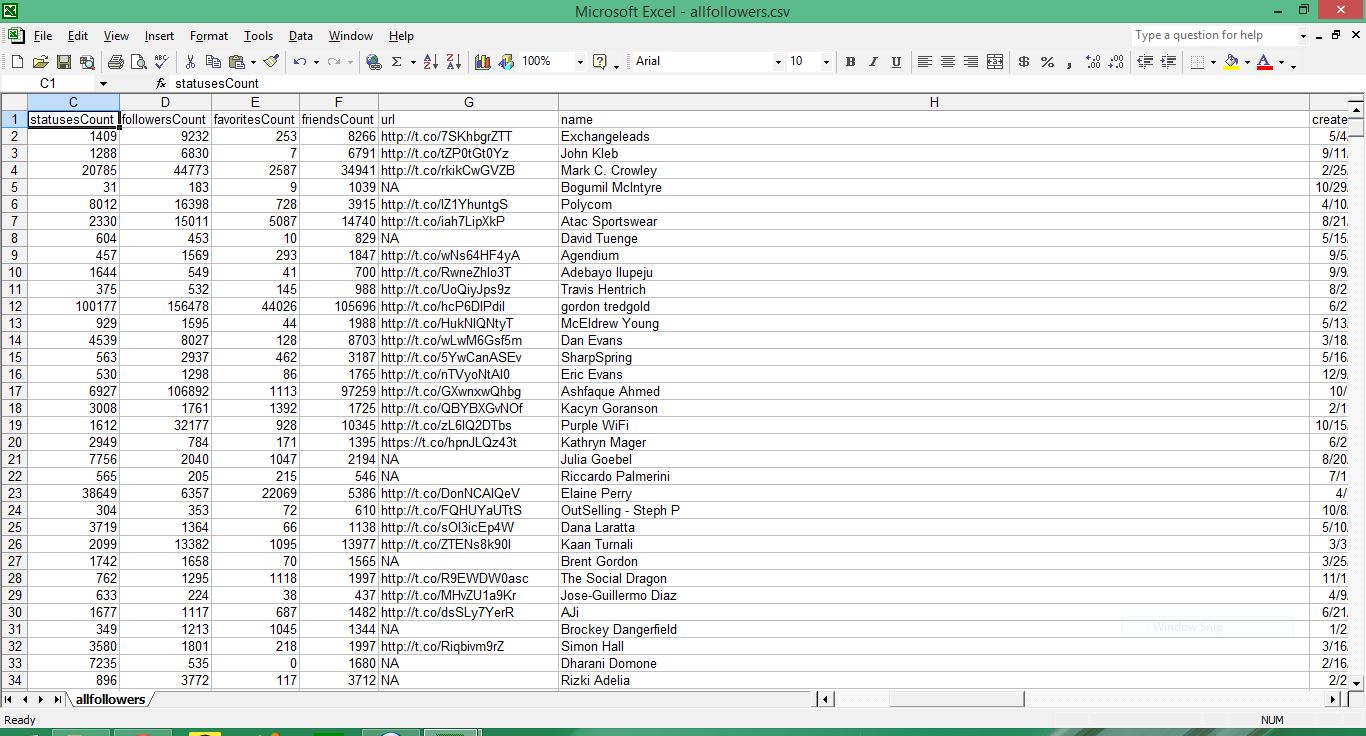 Microsoft Excel - allfollowers.csv
File Edit View Insert Format Tools Data Window Help Type a question for help
100% Arial 10 B I U $ % ,
C1 fx statusesCount
C D E F G H
1 statusesCount followersCount favoritesCount friendsCount url name create
2 1409 9232 253 8266 http://t.co/7SKhbgrZTT Exchangeleads 5/4
3 1288 6830 7 6791 http://t.co/tZP0tGt0Yz John Kleb 9/11
4 20785 44773 2587 34941 http://t.co/rkikCwGVZB Mark C. Crowley 2/25
5 31 183 9 1039 NA Bogumil McIntyre 10/29
6 8012 16398 728 3915 http://t.co/lZ1YhuntgS Polycom 4/10
7 2330 15011 5087 14740 http://t.co/iah7LipXkP Atac Sportswear 8/21
8 604 453 10 829 NA David Tuenge 5/15
9 457 1569 293 1847 http://t.co/wNs64HF4yA Agendium 9/5
10 1644 549 41 700 http://t.co/RwneZhlo3T Adebayo Ilupeju 9/9
11 375 532 145 988 http://t.co/UoQiyJps9z Travis Hentrich 8/2
12 100177 156478 44026 105696 http://t.co/hcP6DlPdil gordon tredgold 6/2
13 929 1595 44 1988 http://t.co/HukNlQNtyT McEldrew Young 5/13
14 4539 8027 128 8703 http://t.co/wLwM6Gsf5m Dan Evans 3/18
15 563 2937 462 3187 http://t.co/5YwCanASEv SharpSpring 5/16
16 530 1298 86 1765 http://t.co/nTVyoNtAl0 Eric Evans 12/9
17 6927 106892 1113 97259 http://t.co/GXwnxwQhbg Ashfaque Ahmed 10/
18 3008 1761 1392 1725 http://t.co/QBYBXGvNOf Kacyn Goranson 2/1
19 1612 32177 928 10345 http://t.co/zL6lQ2DTbs Purple WiFi 10/15
20 2949 784 171 1395 https://t.co/hpnJLQz43t Kathryn Mager 6/2
21 7756 2040 1047 2194 NA Julia Goebel 8/20
22 565 205 215 546 NA Riccardo Palmerini 7/1
23 38649 6357 22069 5386 http://t.co/DonNCAlQeV Elaine Perry 4/
24 304 353 72 610 http://t.co/FQHUYaUTtS OutSelling - Steph P 10/8
25 3719 1364 66 1138 http://t.co/sOl3icEp4W Dana Laratta 5/10
26 2099 13382 1095 13977 http://t.co/ZTENs8k90l Kaan Turnali 3/3
27 1742 1658 70 1565 NA Brent Gordon 3/25
28 762 1295 1118 1997 http://t.co/R9EWDW0asc The Social Dragon 11/1
29 633 224 38 437 http://t.co/MHvZU1a9Kr Jose-Guillermo Diaz 4/9
30 1677 1117 687 1482 http://t.co/dsSLy7YerR AJi 6/21
31 349 1213 1045 1344 NA Brockey Dangerfield 1/2
32 3580 1801 218 1997 http://t.co/Riqbivm9rZ Simon Hall 3/16
33 7235 535 0 1680 NA Dharani Domone 2/16
34 896 3772 117 3712 NA Rizki Adelia 2/2
Window Snip
allfollowers
Ready NUM